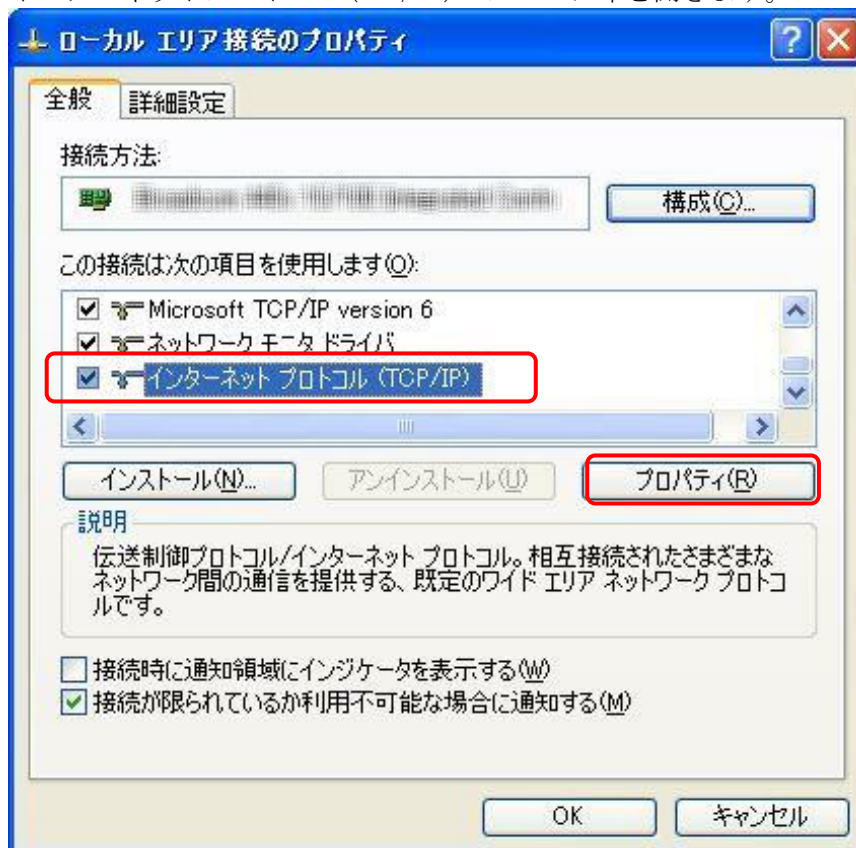 ローカル エリア接続のプロパティ
全般
詳細設定
接続方法:
構成(C)...
この接続は次の項目を使用します(O):
Microsoft TCP/IP version 6
ネットワーク モニタ ドライバ
インターネット プロトコル (TCP/IP)
インストール(N)...
アンインストール(U)
プロパティ(R)
説明
伝送制御プロトコル/インターネット プロトコル。相互接続されたさまざまな
ネットワーク間の通信を提供する、既定のワイド エリア ネットワーク プロトコ
ルです。
接続時に通知領域にインジケータを表示する(W)
接続が限られているか利用不可能な場合に通知する(M)
OK
キャンセル